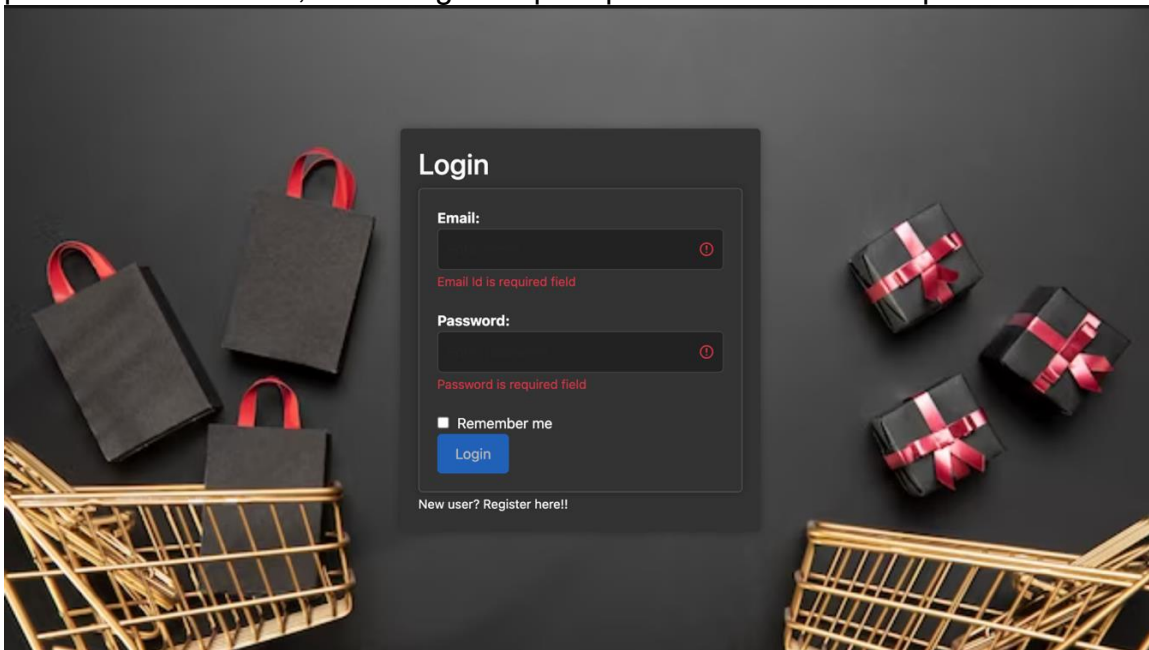 Login
Email:
Email Id is required field
Password:
Password is required field
Remember me
Login
New user? Register here!!